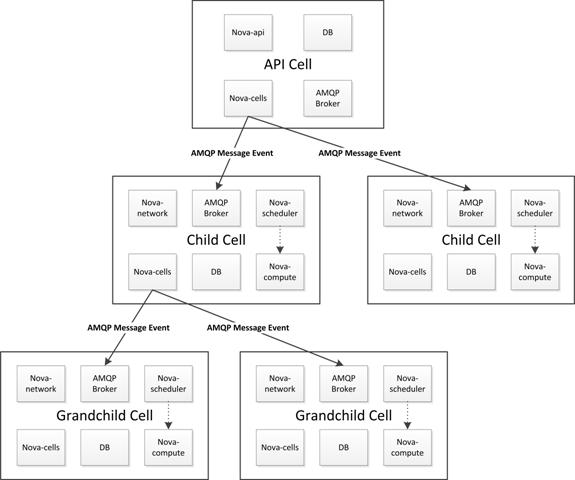 Nova-api
DB
API Cell
Nova-cells
AMQP
Broker
AMQP Message Event
AMQP Message Event
Nova-
network
AMQP
Broker
Nova-
scheduler
Child Cell
Nova-cells
DB
Nova-
compute
Nova-
network
AMQP
Broker
Nova-
scheduler
Child Cell
Nova-cells
DB
Nova-
compute
AMQP Message Event
AMQP Message Event
Nova-
network
AMQP
Broker
Nova-
scheduler
Grandchild Cell
Nova-cells
DB
Nova-
compute
Nova-
network
AMQP
Broker
Nova-
scheduler
Grandchild Cell
Nova-cells
DB
Nova-
compute